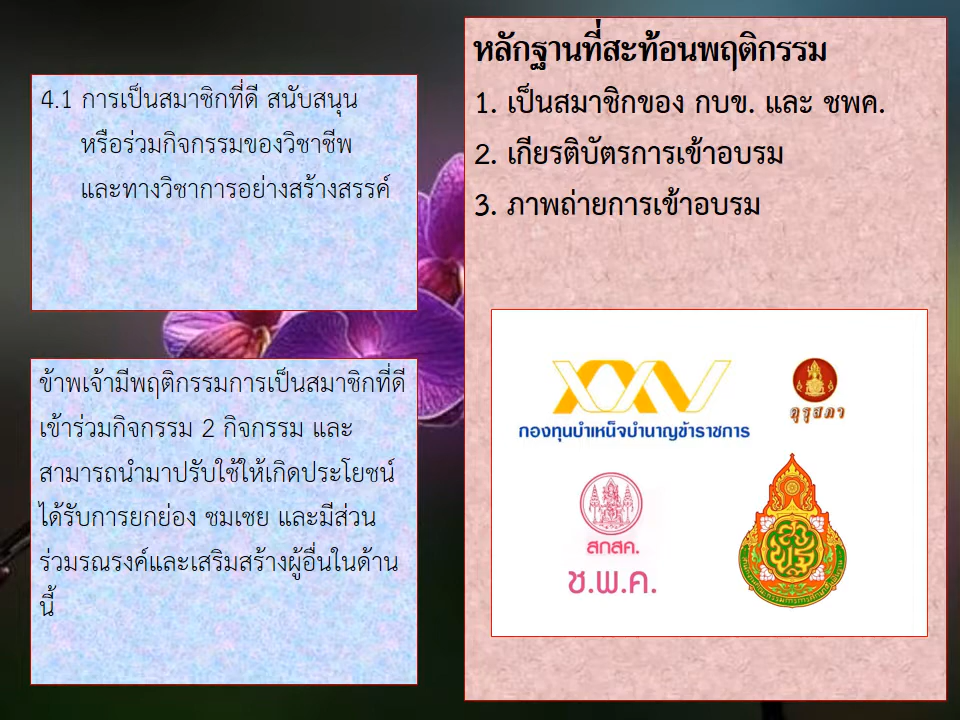 4.1 การเป็นสมาชิกที่ดี สนับสนุน
หรือร่วมกิจกรรมของวิชาชีพ
และทางวิชาการอย่างสร้างสรรค์
ข้าพเจ้ามีพฤติกรรมการเป็นสมาชิกที่ดี
เข้าร่วมกิจกรรม 2 กิจกรรม และ
สามารถนำมาปรับใช้ให้เกิดประโยชน์
ได้รับการยกย่อง ชมเชย และมีส่วน
ร่วมรณรงค์และเสริมสร้างผู้อื่นในด้าน
นี้
หลักฐานที่สะท้อนพฤติกรรม
1. เป็นสมาชิกของ กบข. และ ชพค.
2. เกียรติบัตรการเข้าอบรม
3. ภาพถ่ายการเข้าอบรม
กองทุนบำเหน็จบำนาญข้าราชการ
คุรุสภา
สกสค.
ช.พ.ค.